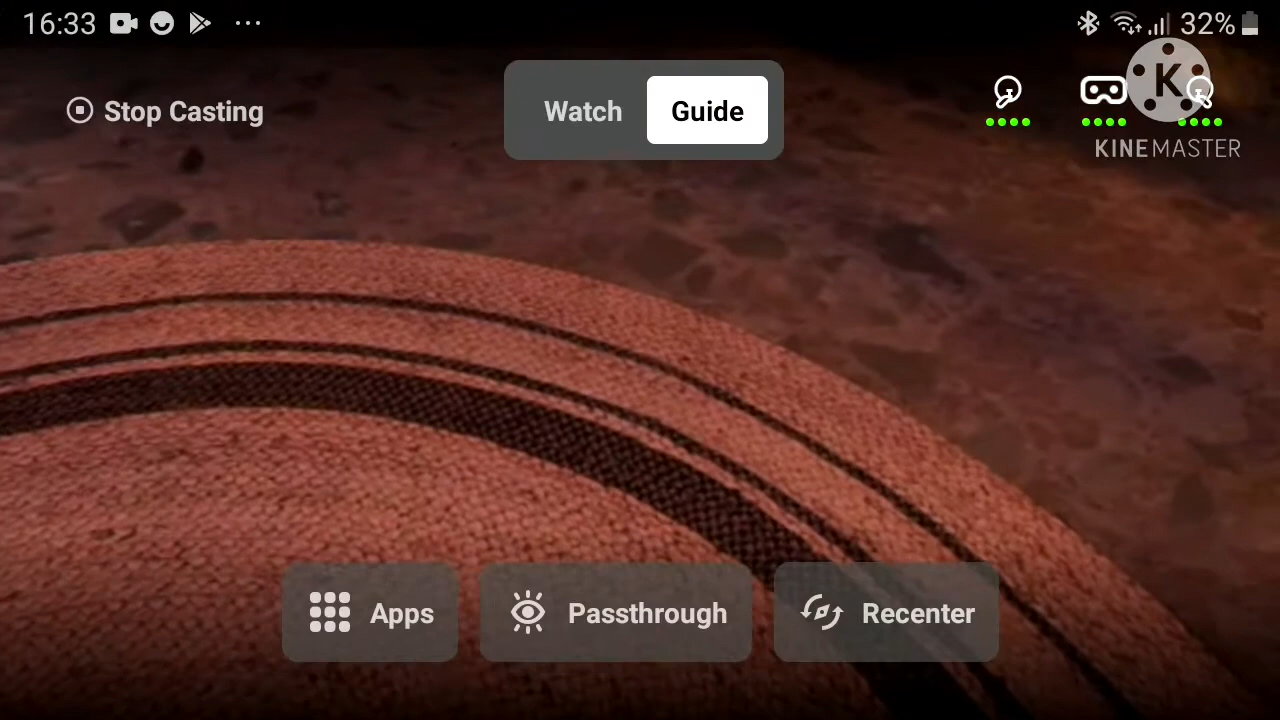 16:33
32%
Stop Casting
Watch
Guide
K
KINEMASTER
Apps
Passthrough
Recenter